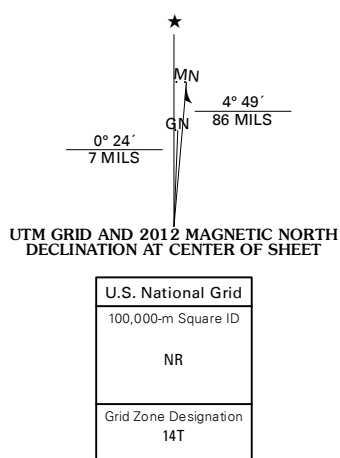 MN
4° 49´
86 MILS
GN
0° 24´
7 MILS
UTM GRID AND 2012 MAGNETIC NORTH
DECLINATION AT CENTER OF SHEET
U.S. National Grid
100,000-m Square ID
NR
Grid Zone Designation
14T